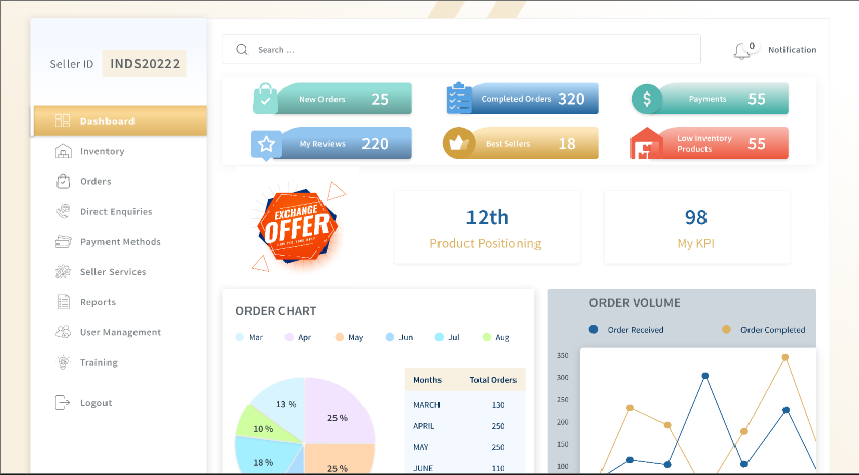 Seller ID INDS20222
Dashboard
Inventory
Orders
Direct Enquiries
Payment Methods
Seller Services
Reports
User Management
Training
Logout
Search ...
0 Notiification
New Orders 25
Completed Orders 320
Payments 55
My Reviews 220
Best Sellers 18
Low inventory
Products 55
EXCHANGE
OFFER
12th
Product Positioning
98
My KPI
ORDER CHART
Mar Apr May Jun Jul Aug
13 %
25 %
10 %
18 %
25 %
Months Total Orders
MARCH 130
APRIL 250
MAY 250
JUNE 110
ORDER VOLUME
Order Received Order Completed
350
300
250
200
150
100